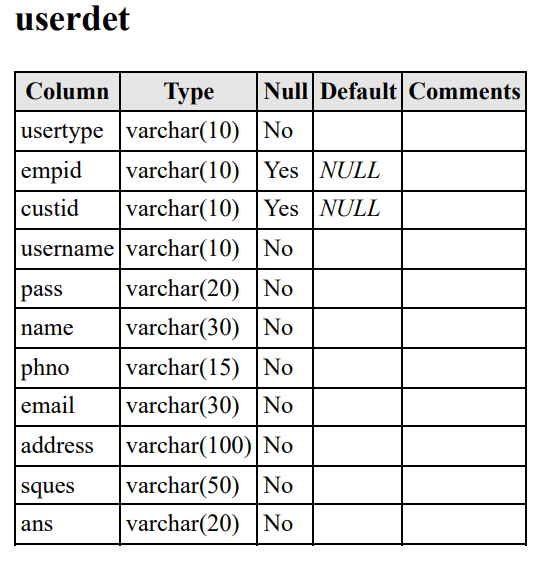 userdet
Column Type Null Default Comments
usertype varchar(10) No
empid varchar(10) Yes NULL
custid varchar(10) Yes NULL
username varchar(10) No
pass varchar(20) No
name varchar(30) No
phno varchar(15) No
email varchar(30) No
address varchar(100) No
sques varchar(50) No
ans varchar(20) No